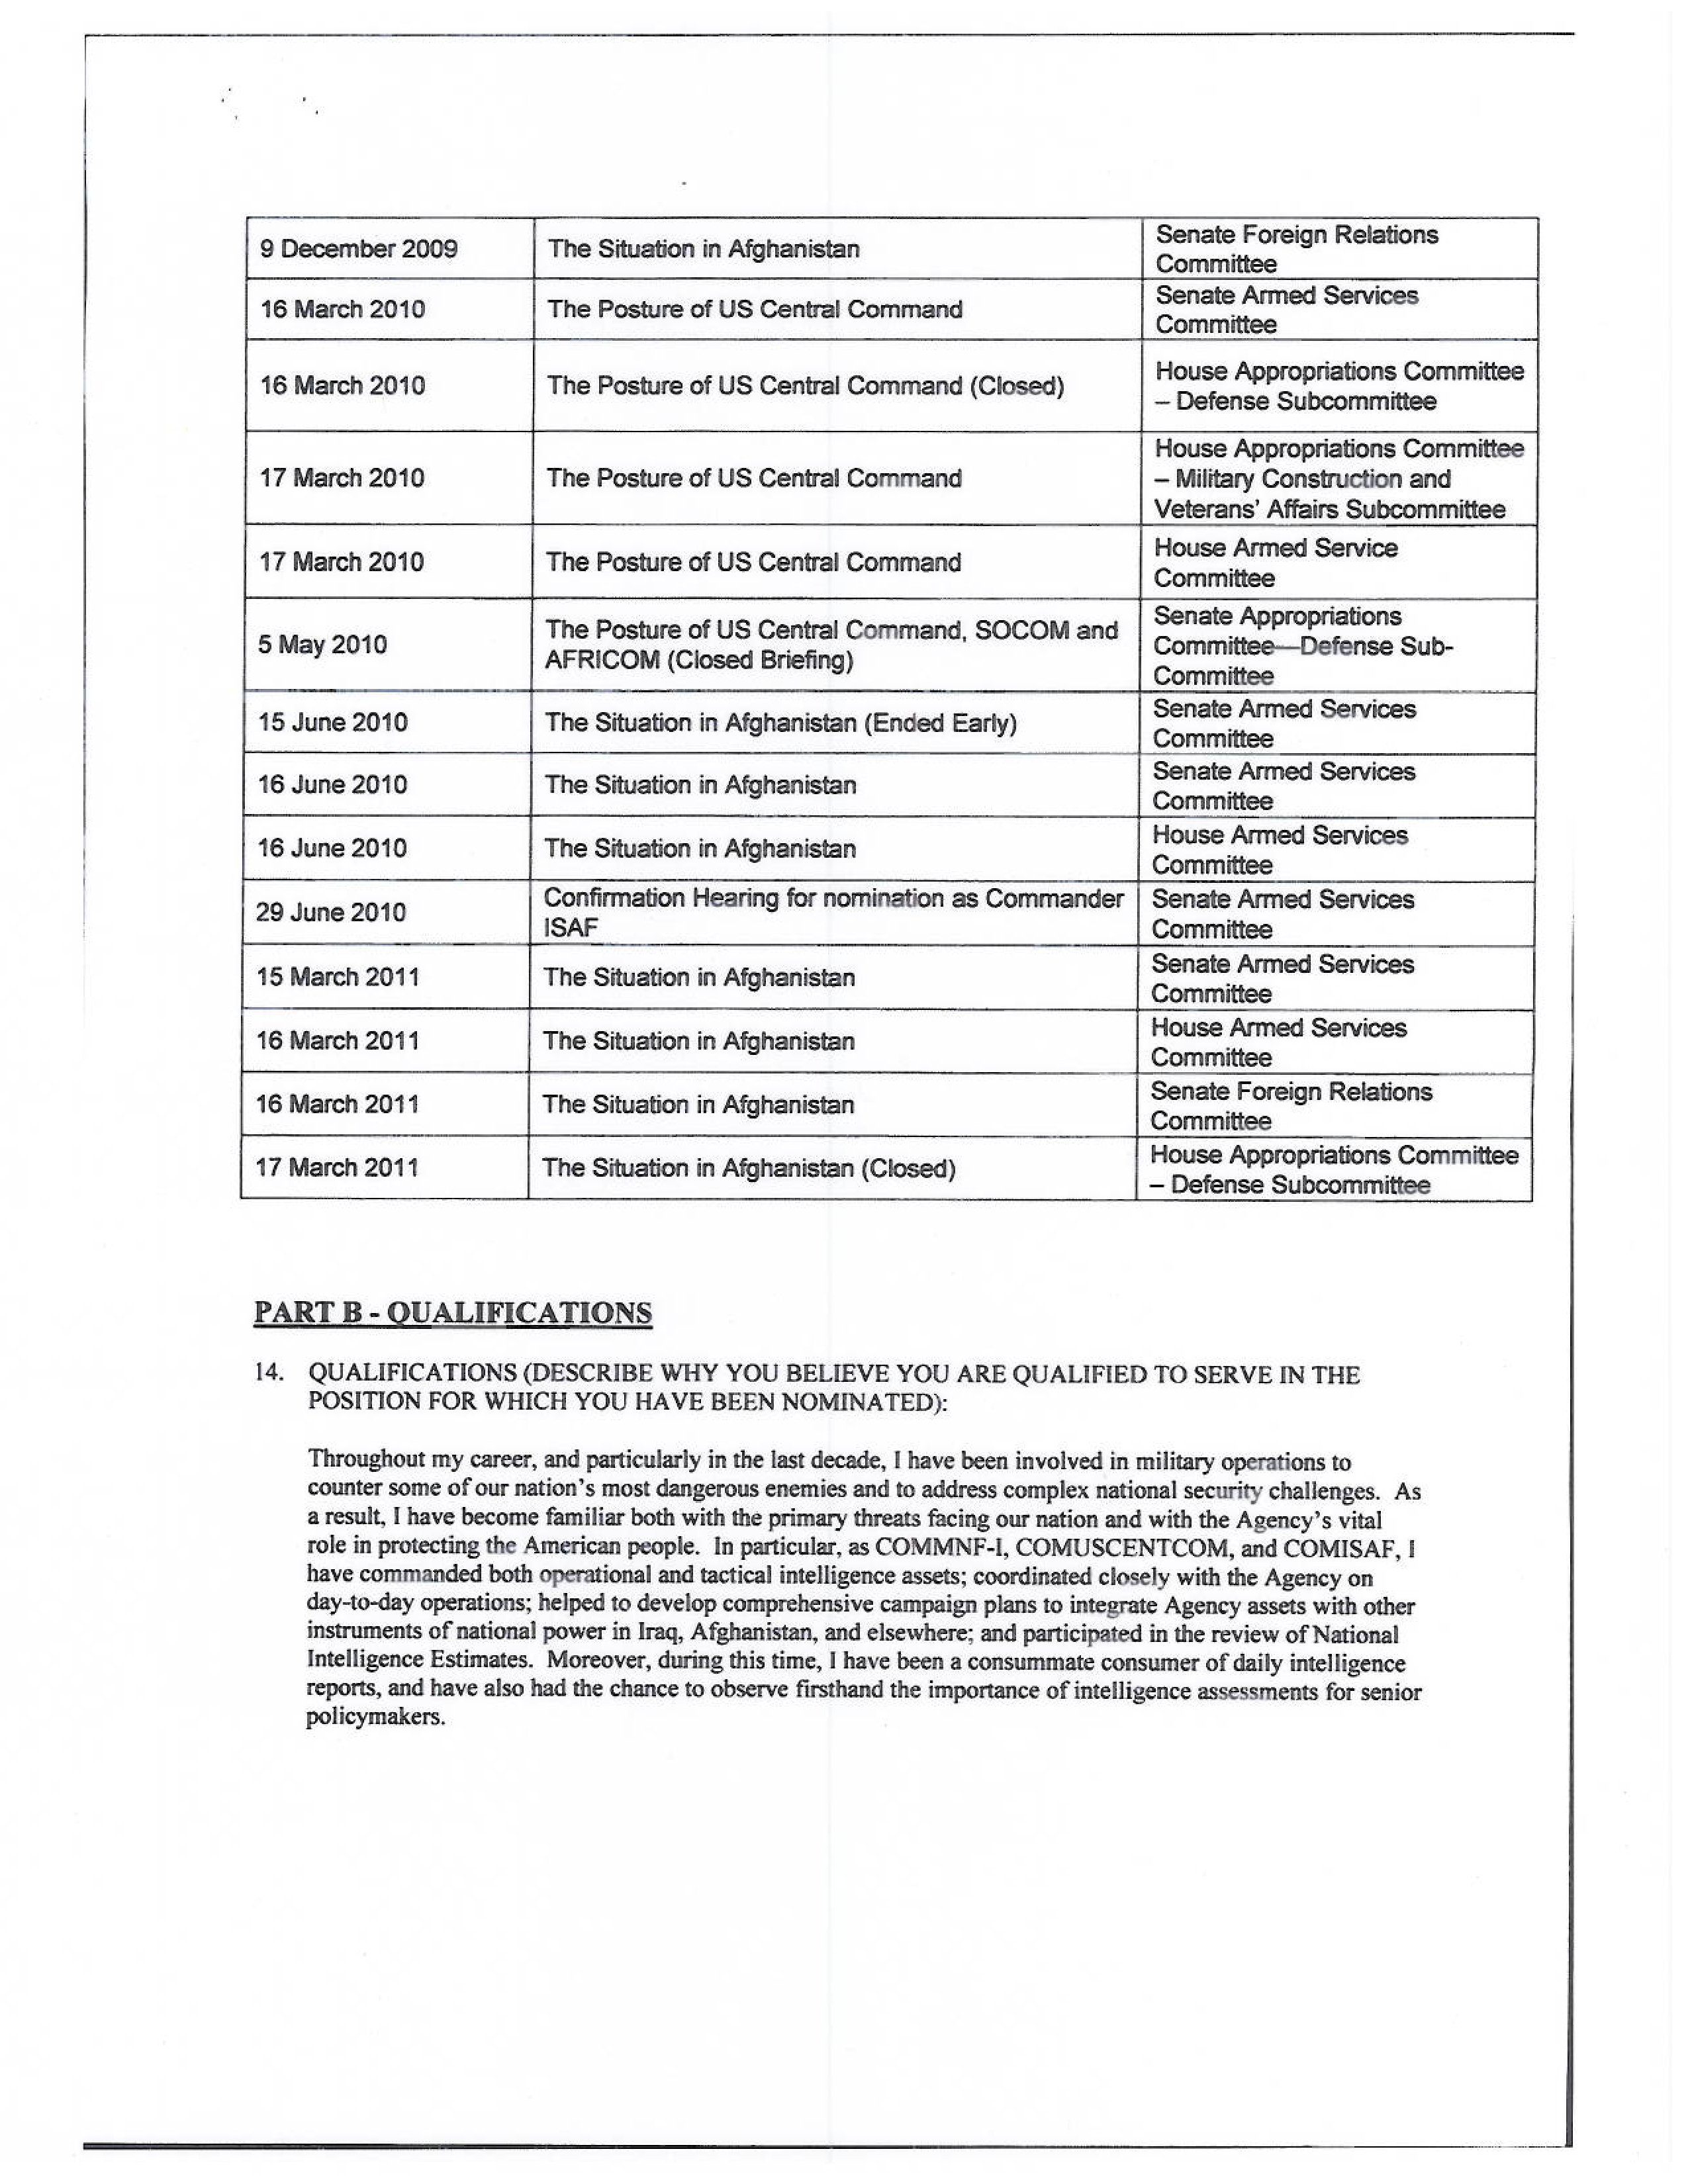 9 December 2009
The Situation in Afghanistan
Senate Foreign Relations
Committee
16 March 2010
The Posture of US Central Command
Senate Armed Services
Committee
16 March 2010
The Posture of US Central Command (Closed)
House Appropriations Committee
– Defense Subcommittee
17 March 2010
The Posture of US Central Command
House Appropriations Committee
– Military Construction and
Veterans' Affairs Subcommittee
17 March 2010
The Posture of US Central Command
House Armed Service
Committee
5 May 2010
The Posture of US Central Command, SOCOM and
AFRICOM (Closed Briefing)
Senate Appropriations
Committee—Defense Sub-
Committee
15 June 2010
The Situation in Afghanistan (Ended Early)
Senate Armed Services
Committee
16 June 2010
The Situation in Afghanistan
Senate Armed Services
Committee
16 June 2010
The Situation in Afghanistan
House Armed Services
Committee
29 June 2010
Confirmation Hearing for nomination as Commander
ISAF
Senate Armed Services
Committee
15 March 2011
The Situation in Afghanistan
Senate Armed Services
Committee
16 March 2011
The Situation in Afghanistan
House Armed Services
Committee
16 March 2011
The Situation in Afghanistan
Senate Foreign Relations
Committee
17 March 2011
The Situation in Afghanistan (Closed)
House Appropriations Committee
– Defense Subcommittee
PART B - QUALIFICATIONS
14. QUALIFICATIONS (DESCRIBE WHY YOU BELIEVE YOU ARE QUALIFIED TO SERVE IN THE
POSITION FOR WHICH YOU HAVE BEEN NOMINATED):
Throughout my career, and particularly in the last decade, I have been involved in military operations to
counter some of our nation's most dangerous enemies and to address complex national security challenges. As
a result, I have become familiar both with the primary threats facing our nation and with the Agency's vital
role in protecting the American people. In particular, as COMMNF-I, COMUSCENTCOM, and COMISAF, I
have commanded both operational and tactical intelligence assets; coordinated closely with the Agency on
day-to-day operations; helped to develop comprehensive campaign plans to integrate Agency assets with other
instruments of national power in Iraq, Afghanistan, and elsewhere; and participated in the review of National
Intelligence Estimates. Moreover, during this time, I have been a consummate consumer of daily intelligence
reports, and have also had the chance to observe firsthand the importance of intelligence assessments for senior
policymakers.